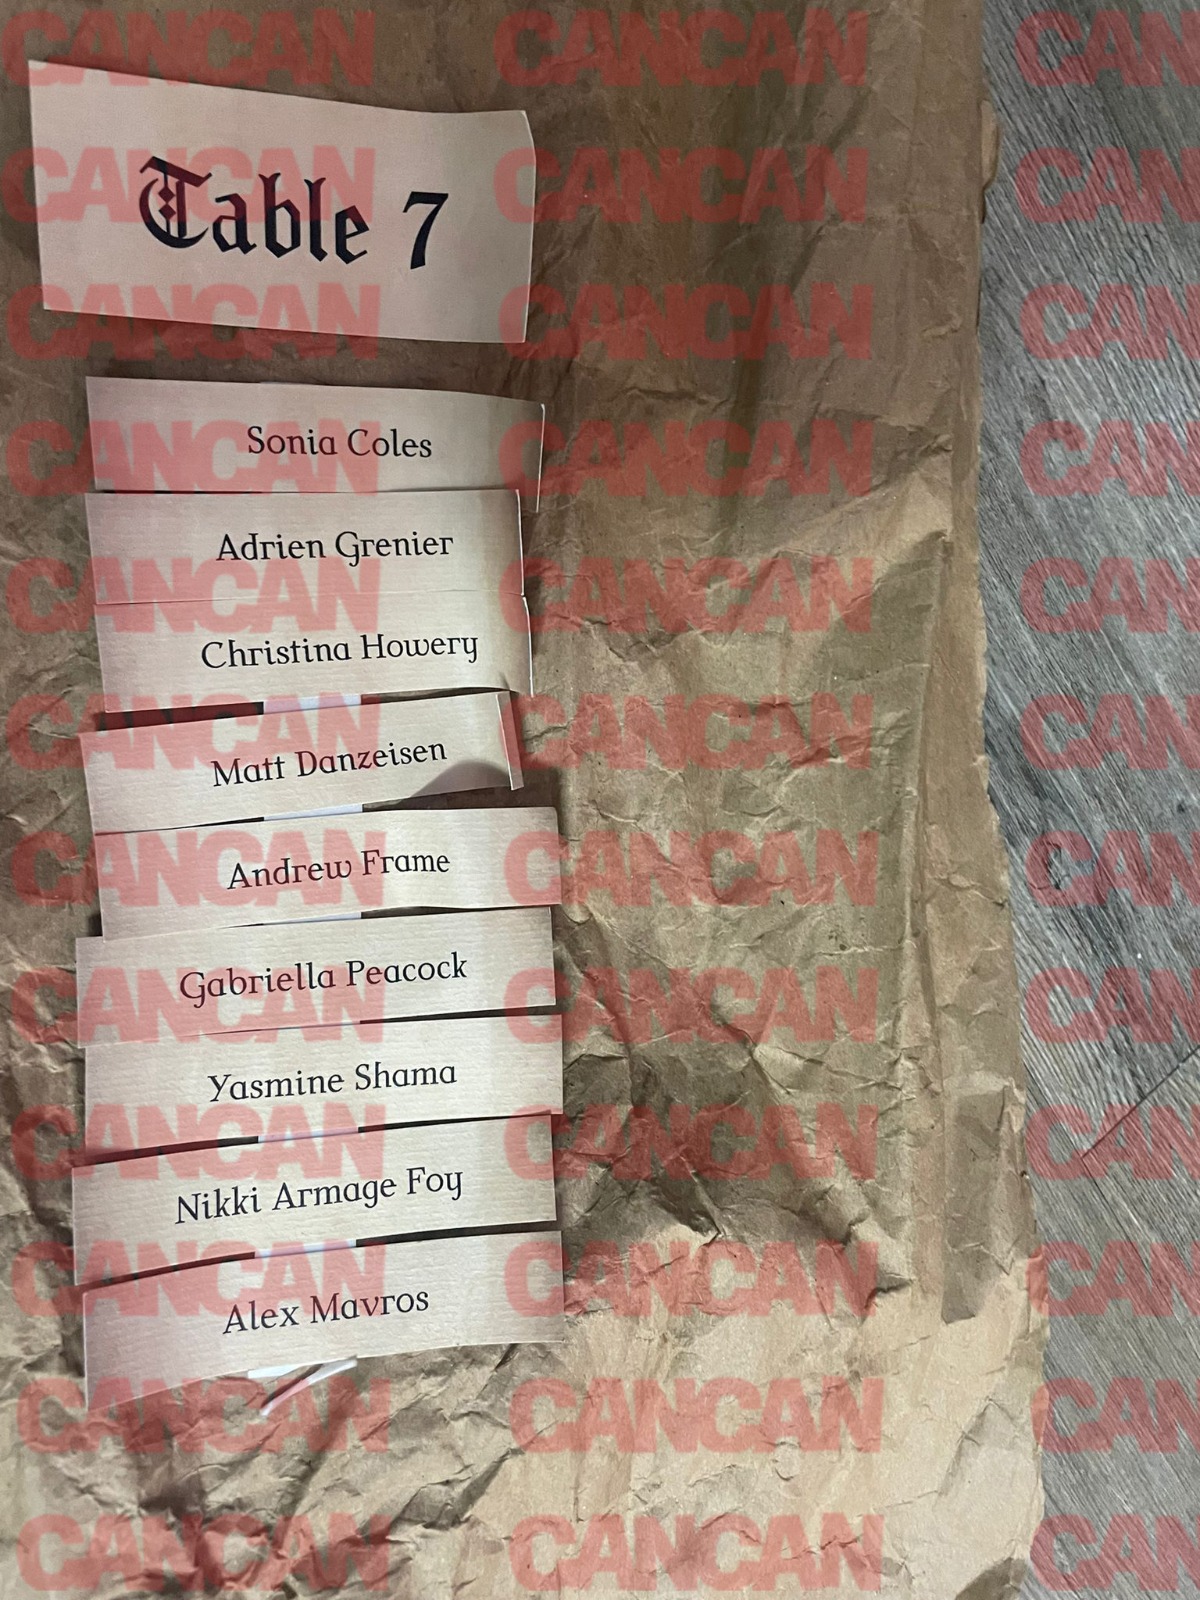 Table 7
Sonia Coles
Adrien Grenier
Christina Howery
Matt Danzeisen
Andrew Frame
Gabriella Peacock
Yasmine Shama
Nikki Armage Foy
Alex Mavros
CANCAN